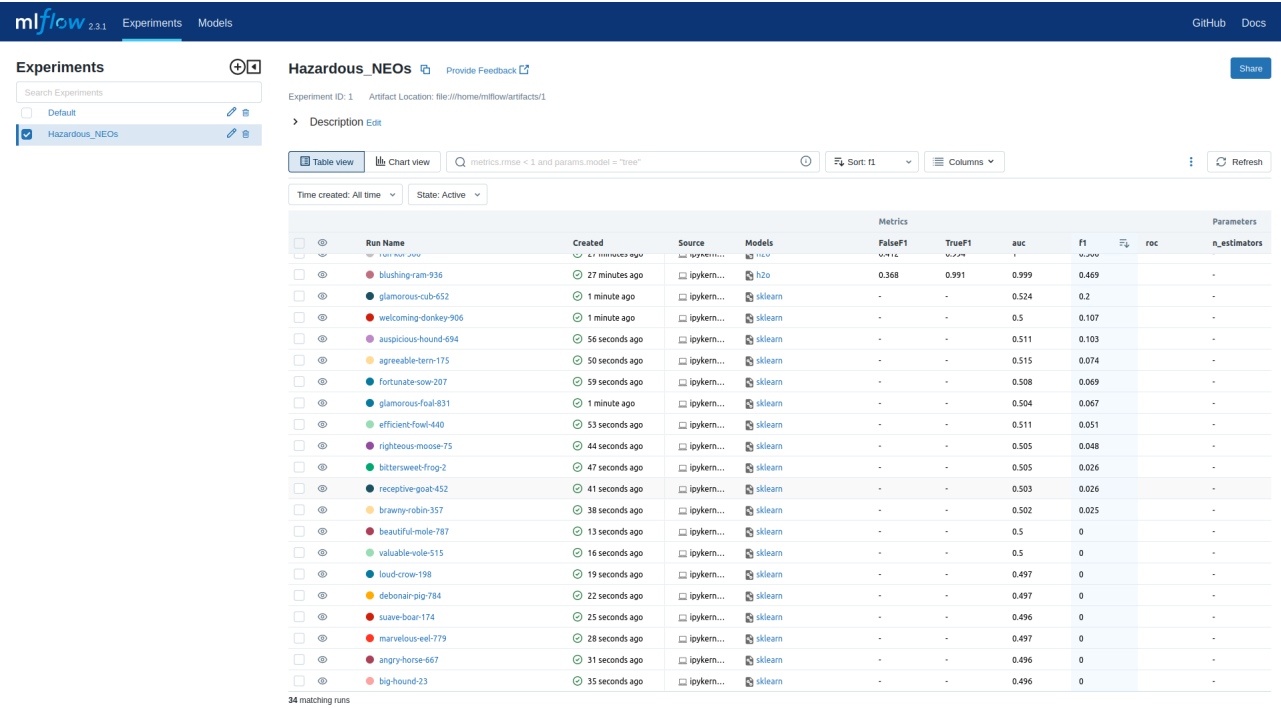 mlflow 2.3.1 Experiments Models GitHub Docs
Experiments
Search Experiments
Default
Hazardous_NEOs
Hazardous_NEOs Provide Feedback Share
Experiment ID: 1 Artifact Location: file:///home/mlflow/artifacts/1
Description Edit
Table view Chart view metrics.rmse < 1 and params.model = "tree" Sort: f1 Columns Refresh
Time created: All time State: Active
Metrics Parameters
Run Name Created Source Models FalseF1 TrueF1 auc f1 roc n_estimators
27 minutes ago ipykern... h2o 0.412 0.994 1
blushing-ram-936 27 minutes ago ipykern... h2o 0.368 0.991 0.999 0.469 -
glamorous-cub-652 1 minute ago ipykern... sklearn - - 0.524 0.2 -
welcoming-donkey-906 1 minute ago ipykern... sklearn - - 0.5 0.107 -
auspicious-hound-694 56 seconds ago ipykern... sklearn - - 0.511 0.103 -
agreeable-tern-175 50 seconds ago ipykern... sklearn - - 0.515 0.074 -
fortunate-sow-207 59 seconds ago ipykern... sklearn - - 0.508 0.069 -
glamorous-foal-831 1 minute ago ipykern... sklearn - - 0.504 0.067 -
efficient-fowl-440 53 seconds ago ipykern... sklearn - - 0.511 0.051 -
righteous-moose-75 44 seconds ago ipykern... sklearn - - 0.505 0.048 -
bittersweet-frog-2 47 seconds ago ipykern... sklearn - - 0.505 0.026 -
receptive-goat-452 41 seconds ago ipykern... sklearn - - 0.503 0.026 -
brawny-robin-357 38 seconds ago ipykern... sklearn - - 0.502 0.025 -
beautiful-mole-787 13 seconds ago ipykern... sklearn - - 0.5 0 -
valuable-vole-515 16 seconds ago ipykern... sklearn - - 0.5 0 -
loud-crow-198 19 seconds ago ipykern... sklearn - - 0.497 0 -
debonair-pig-784 22 seconds ago ipykern... sklearn - - 0.497 0 -
suave-boar-174 25 seconds ago ipykern... sklearn - - 0.496 0 -
marvelous-eel-779 28 seconds ago ipykern... sklearn - - 0.497 0 -
angry-horse-667 31 seconds ago ipykern... sklearn - - 0.496 0 -
big-hound-23 35 seconds ago ipykern... sklearn - - 0.496 0 -
34 matching runs